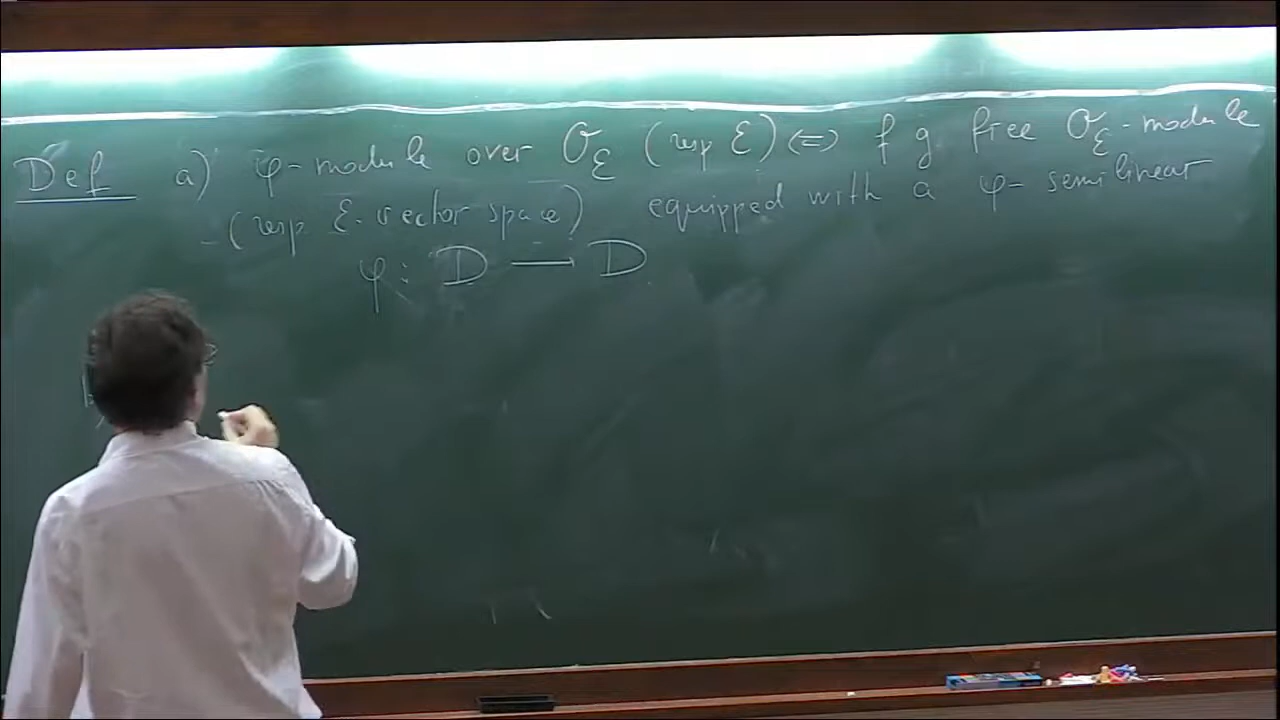 Def a) φ-module over O_ℰ (resp ℰ) <=> f g free O_ℰ-module
(resp ℰ-vector space) equipped with a φ-semilinear
φ: D → D